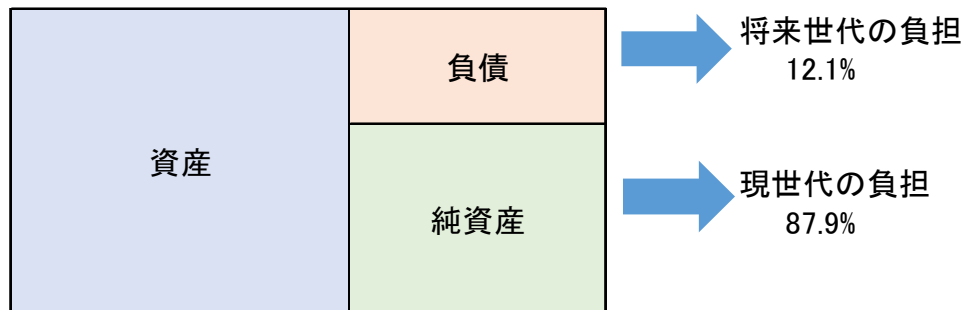 資産
負債
純資産
将来世代の負担
12.1%
現世代の負担
87.9%